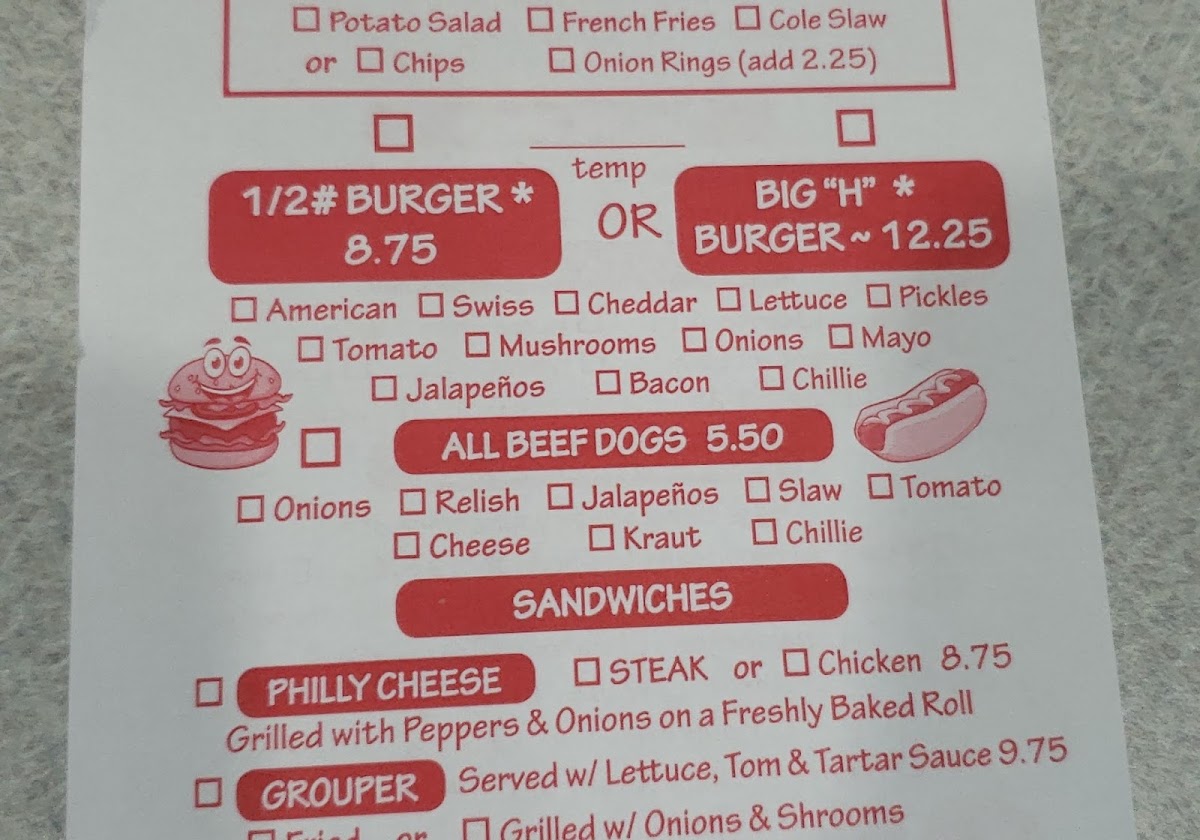 Potato Salad French Fries Cole Slaw
or Chips Onion Rings (add 2.25)
temp
1/2# BURGER *
8.75
OR
BIG “H” *
BURGER ~ 12.25
American Swiss Cheddar Lettuce Pickles
Tomato Mushrooms Onions Mayo
Jalapeños Bacon Chillie
ALL BEEF DOGS 5.50
Onions Relish Jalapeños Slaw Tomato
Cheese Kraut Chillie
SANDWICHES
PHILLY CHEESE STEAK or Chicken 8.75
Grilled with Peppers & Onions on a Freshly Baked Roll
GROUPER Served w/ Lettuce, Tom & Tartar Sauce 9.75
Fried or Grilled w/ Onions & Shrooms